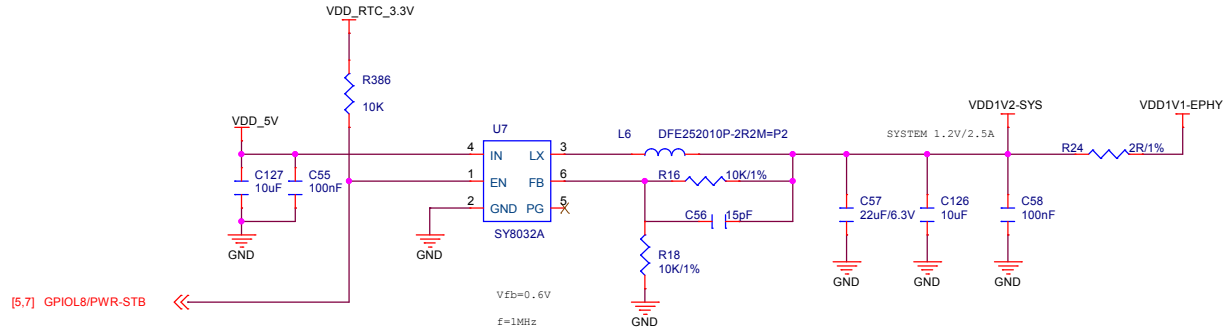 VDD_RTC_3.3V
R386
10K
VDD_5V
U7
L6 DFE252010P-2R2M=P2
VDD1V2-SYS
VDD1V1-EPHY
SYSTEM 1.2V/2.5A
R24 2R/1%
4 IN LX 3
1 EN FB 6
2 GND PG 5
SY8032A
C127
10uF
C55
100nF
GND
GND
R16 10K/1%
C56 15pF
R18
10K/1%
GND
C57
22uF/6.3V
C126
10uF
C58
100nF
GND
GND
GND
[5,7] GPIOL8/PWR-STB
Vfb=0.6V
f=1MHz